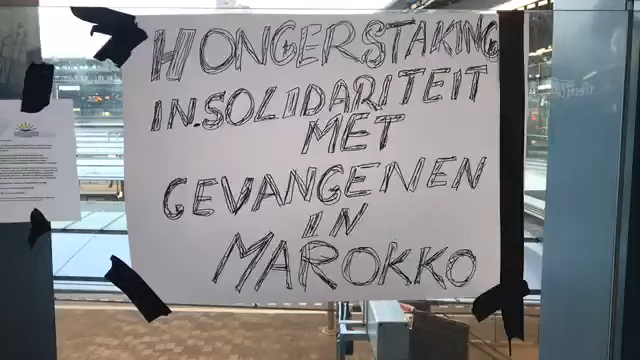 HONGERSTAKING
IN.SOLIDARITEIT
MET
GEVANGENEN
IN
MAROKKO